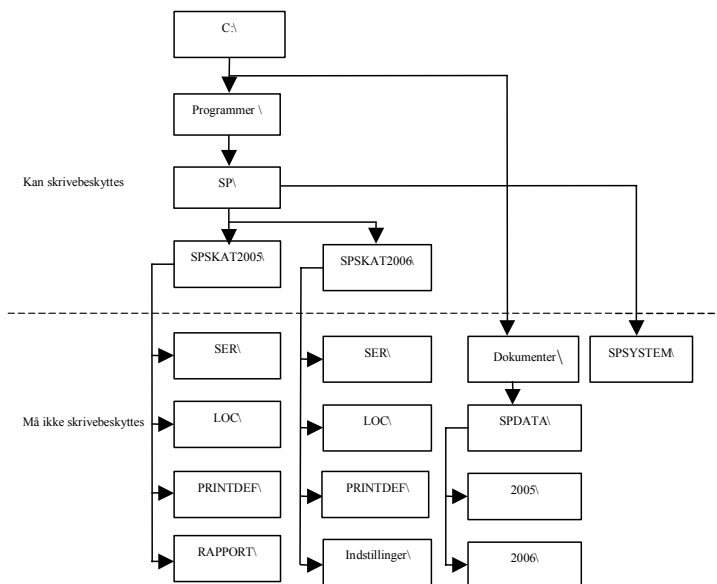 C:\
Programmer \
Kan skrivebeskyttes
SP\
SPSKAT2005\
SPSKAT2006\
SER\
SER\
Dokumenter\
SPSYSTEM\
Må ikke skrivebeskyttes
LOC\
LOC\
SPDATA\
PRINTDEF\
PRINTDEF\
2005\
RAPPORT\
Indstillinger\
2006\